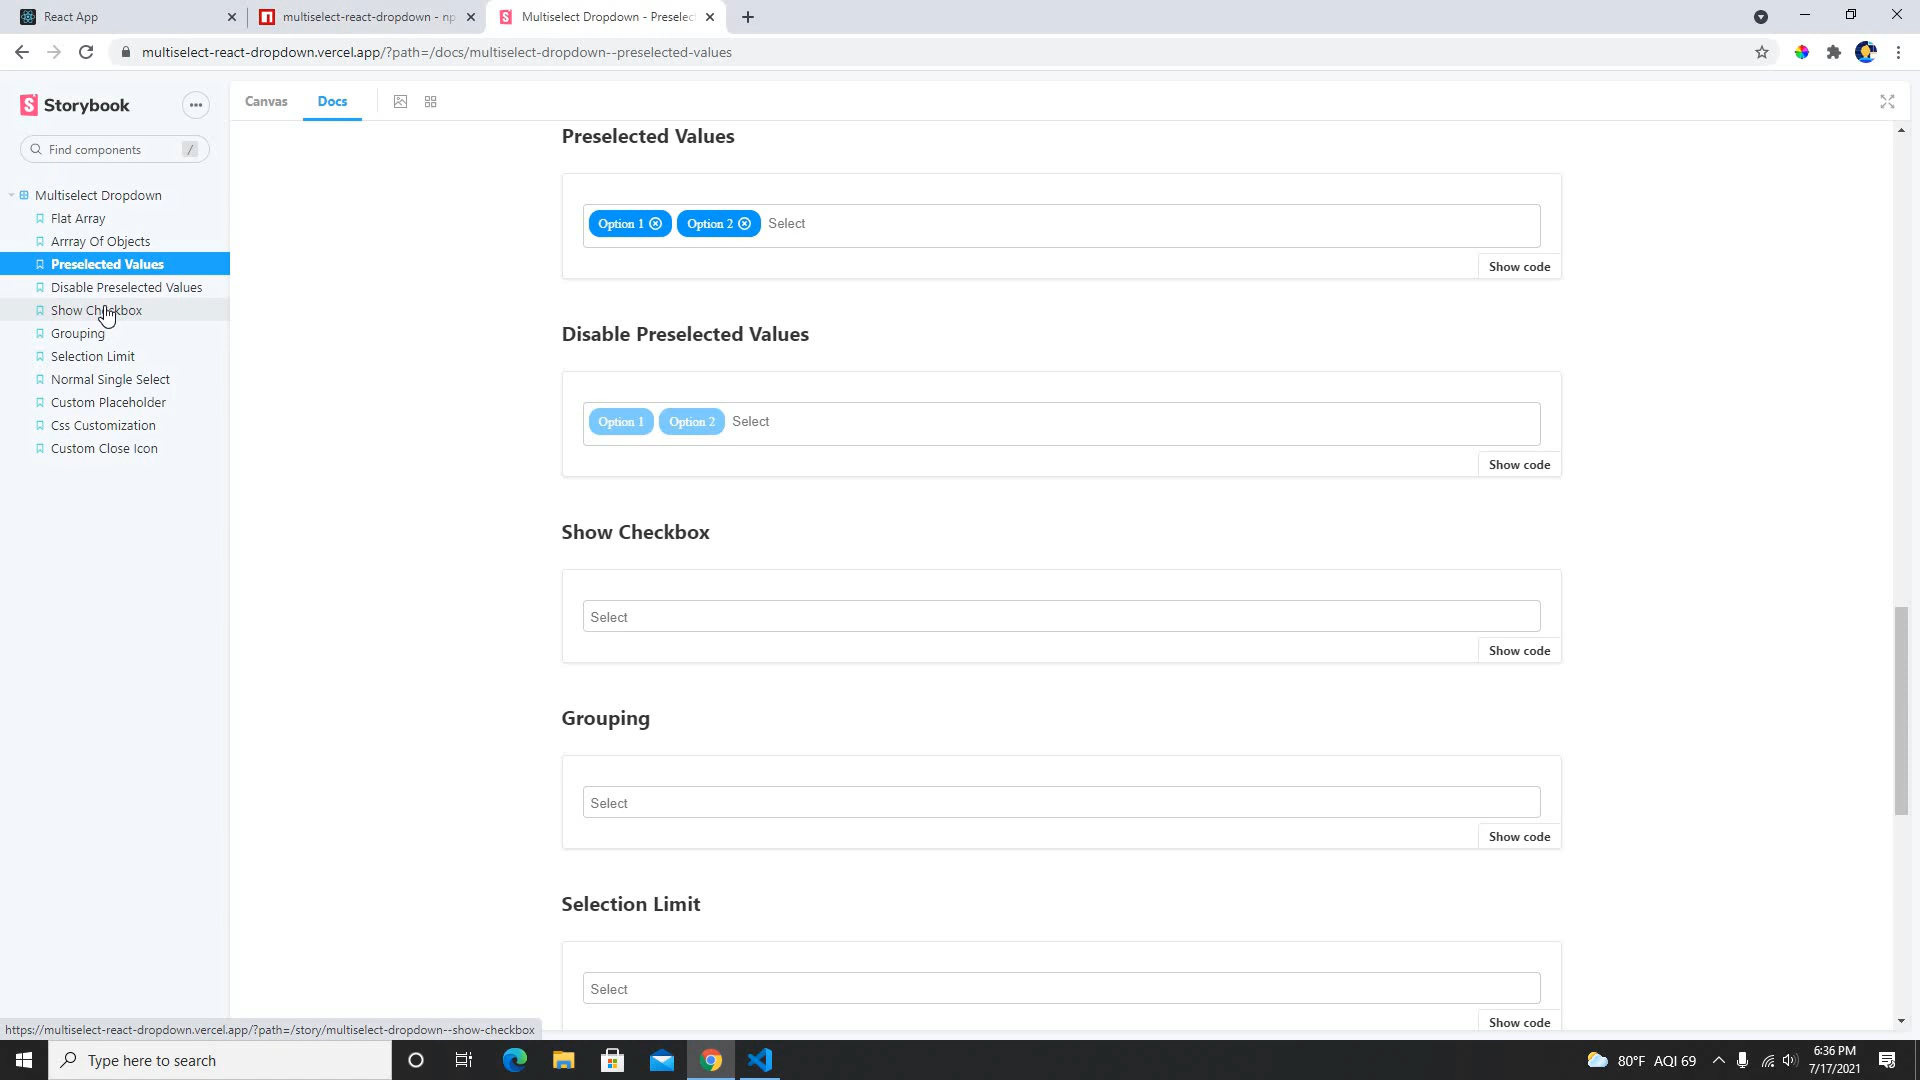 React App
multiselect-react-dropdown - np
Multiselect Dropdown - Preselec
multiselect-react-dropdown.vercel.app/?path=/docs/multiselect-dropdown--preselected-values
Storybook
Find components
/
Multiselect Dropdown
Flat Array
Arrray Of Objects
Preselected Values
Disable Preselected Values
Show Checkbox
Grouping
Selection Limit
Normal Single Select
Custom Placeholder
Css Customization
Custom Close Icon
Canvas
Docs
Preselected Values
Option 1
Option 2
Select
Show code
Disable Preselected Values
Option 1
Option 2
Select
Show code
Show Checkbox
Select
Show code
Grouping
Select
Show code
Selection Limit
Select
Show code
https://multiselect-react-dropdown.vercel.app/?path=/story/multiselect-dropdown--show-checkbox
Type here to search
80°F AQI 69
6:36 PM
7/17/2021